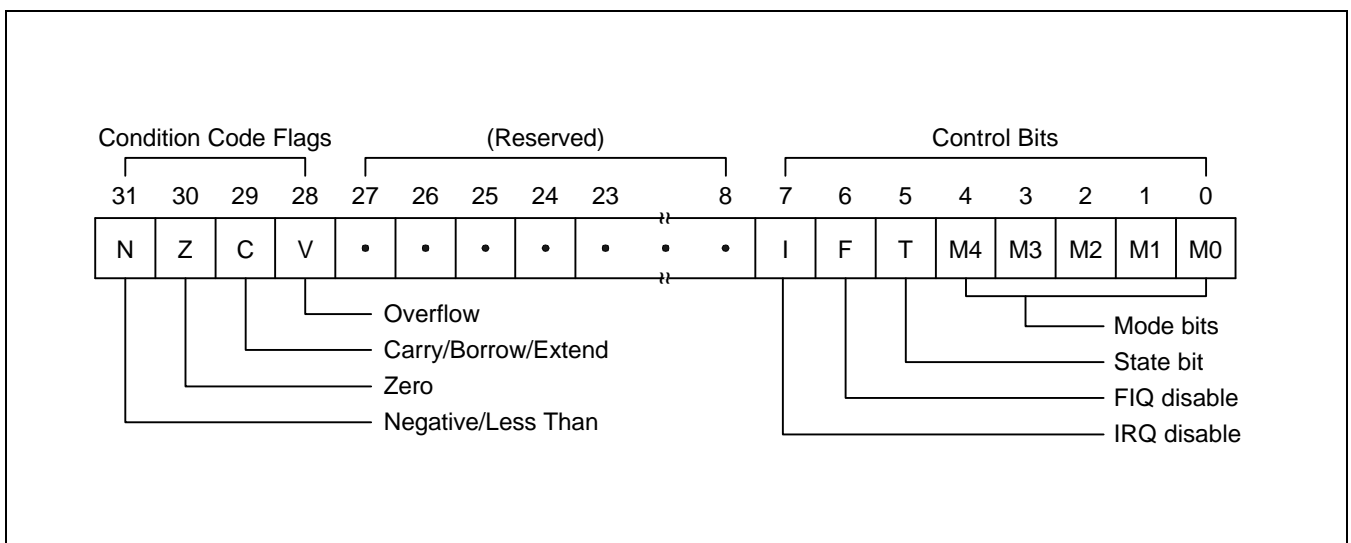 Condition Code Flags (Reserved) Control Bits
31 30 29 28 27 26 25 24 23 8 7 6 5 4 3 2 1 0
N Z C V • • • • • • • I F T M4 M3 M2 M1 M0
Overflow Mode bits
Carry/Borrow/Extend State bit
Zero FIQ disable
Negative/Less Than IRQ disable